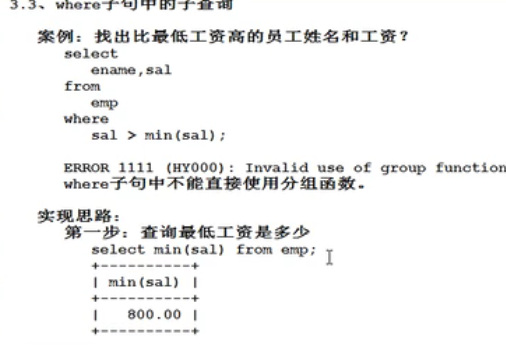 3.3、where子句中的子查询
案例：找出比最低工资高的员工姓名和工资？
select
ename,sal
from
emp
where
sal > min(sal);
ERROR 1111 (HY000): Invalid use of group function
where子句中不能直接使用分组函数。
实现思路：
第一步：查询最低工资是多少
select min(sal) from emp;
+----------+
| min(sal) |
+----------+
|   800.00 |
+----------+